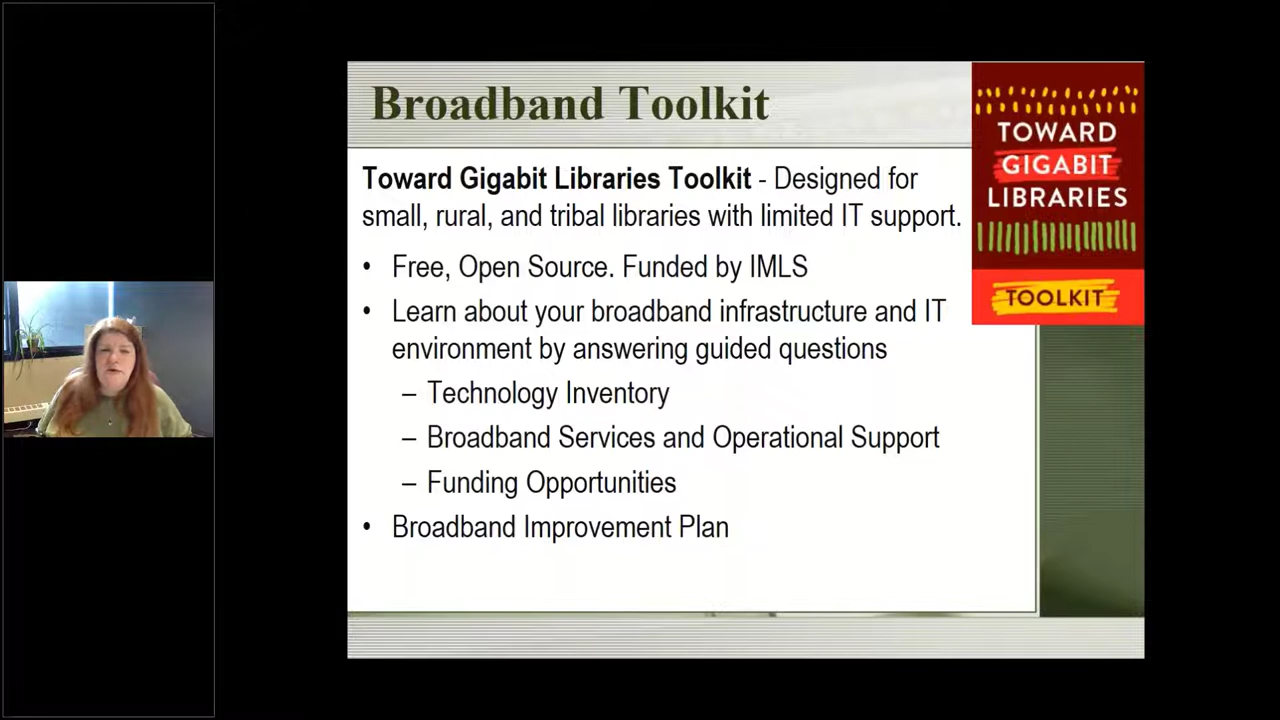 Broadband Toolkit
TOWARD
GIGABIT
LIBRARIES
TOOLKIT
Toward Gigabit Libraries Toolkit - Designed for
small, rural, and tribal libraries with limited IT support.
• Free, Open Source. Funded by IMLS
• Learn about your broadband infrastructure and IT
environment by answering guided questions
– Technology Inventory
– Broadband Services and Operational Support
– Funding Opportunities
• Broadband Improvement Plan